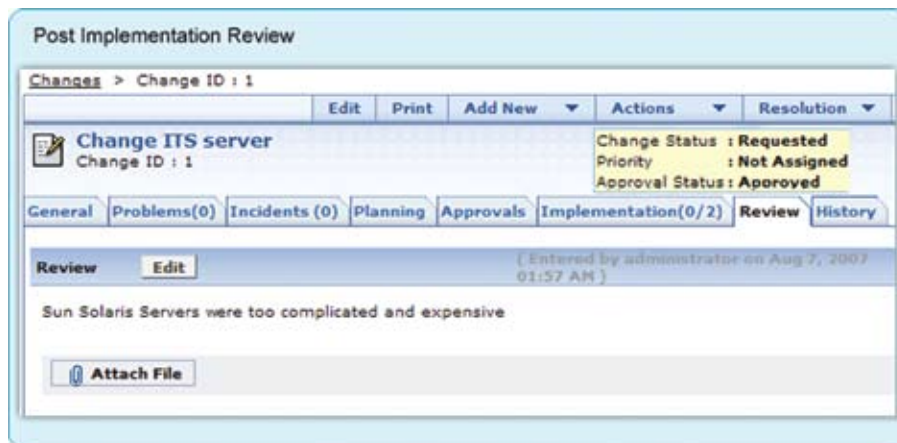 Post Implementation Review
Changes > Change ID : 1
Edit Print Add New Actions Resolution
Change ITS server
Change ID : 1
Change Status : Requested
Priority : Not Assigned
Approval Status : Approved
General Problems(0) Incidents (0) Planning Approvals Implementation(0/2) Review History
Review Edit
{ Entered by administrator on Aug 7, 2007
01:57 AM }
Sun Solaris Servers were too complicated and expensive
Attach File